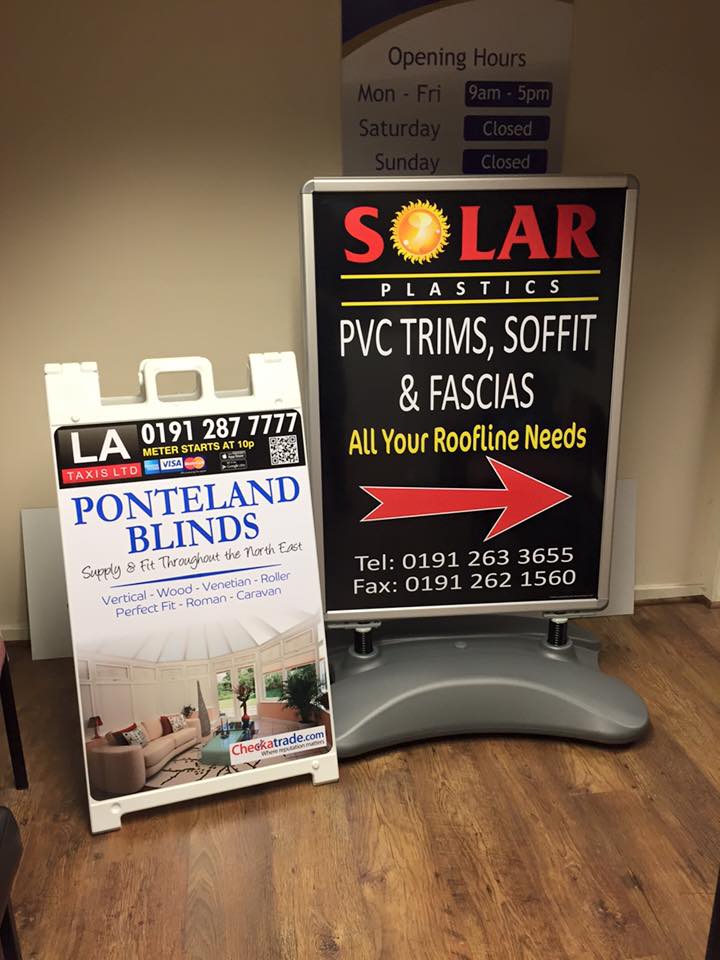 Opening Hours
Mon - Fri 9am - 5pm
Saturday Closed
Sunday Closed
SOLAR
PLASTICS
PVC TRIMS, SOFFIT
& FASCIAS
All Your Roofline Needs
Tel: 0191 263 3655
Fax: 0191 262 1560
LA
TAXIS LTD
0191 287 7777
METER STARTS AT 10p
VISA
PONTELAND
BLINDS
Supply & Fit Throughout the North East
Vertical - Wood - Venetian - Roller
Perfect Fit - Roman - Caravan
Checkatrade.com
Where reputation matters